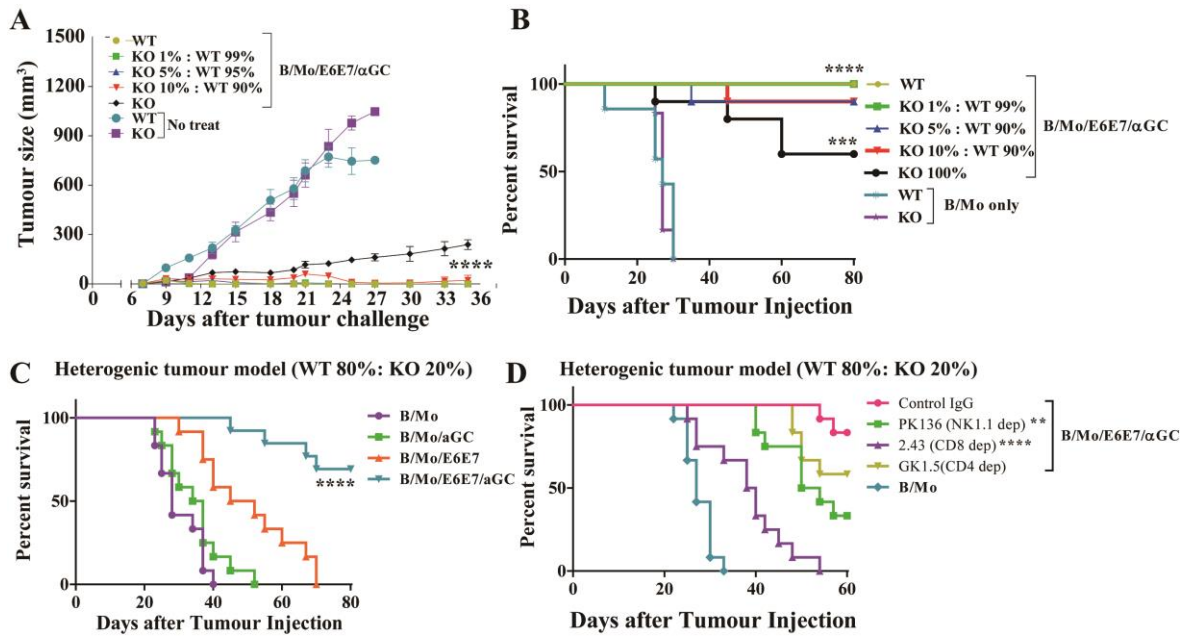 A
Tumour size (mm³)
1500
1200
900
600
300
0
WT
KO 1% : WT 99%
KO 5% : WT 95%
KO 10% : WT 90%
KO
WT
KO
B/Mo/E6E7/αGC
No treat
****
0 6 9 11 13 15 18 21 24 27 30 33 36
Days after tumour challenge
B
Percent survival
100
50
0
****
***
WT
KO 1% : WT 99%
KO 5% : WT 90%
KO 10% : WT 90%
KO 100%
WT
KO
B/Mo/E6E7/αGC
B/Mo only
0 20 40 60 80
Days after Tumour Injection
C Heterogenic tumour model (WT 80%: KO 20%)
Percent survival
100
50
0
B/Mo
B/Mo/aGC
B/Mo/E6E7
B/Mo/E6E7/aGC
****
0 20 40 60 80
Days after Tumour Injection
D Heterogenic tumour model (WT 80%: KO 20%)
Percent survival
100
50
0
Control IgG
PK136 (NK1.1 dep) **
2.43 (CD8 dep) ****
GK1.5(CD4 dep)
B/Mo
B/Mo/E6E7/αGC
0 20 40 60
Days after Tumour Injection